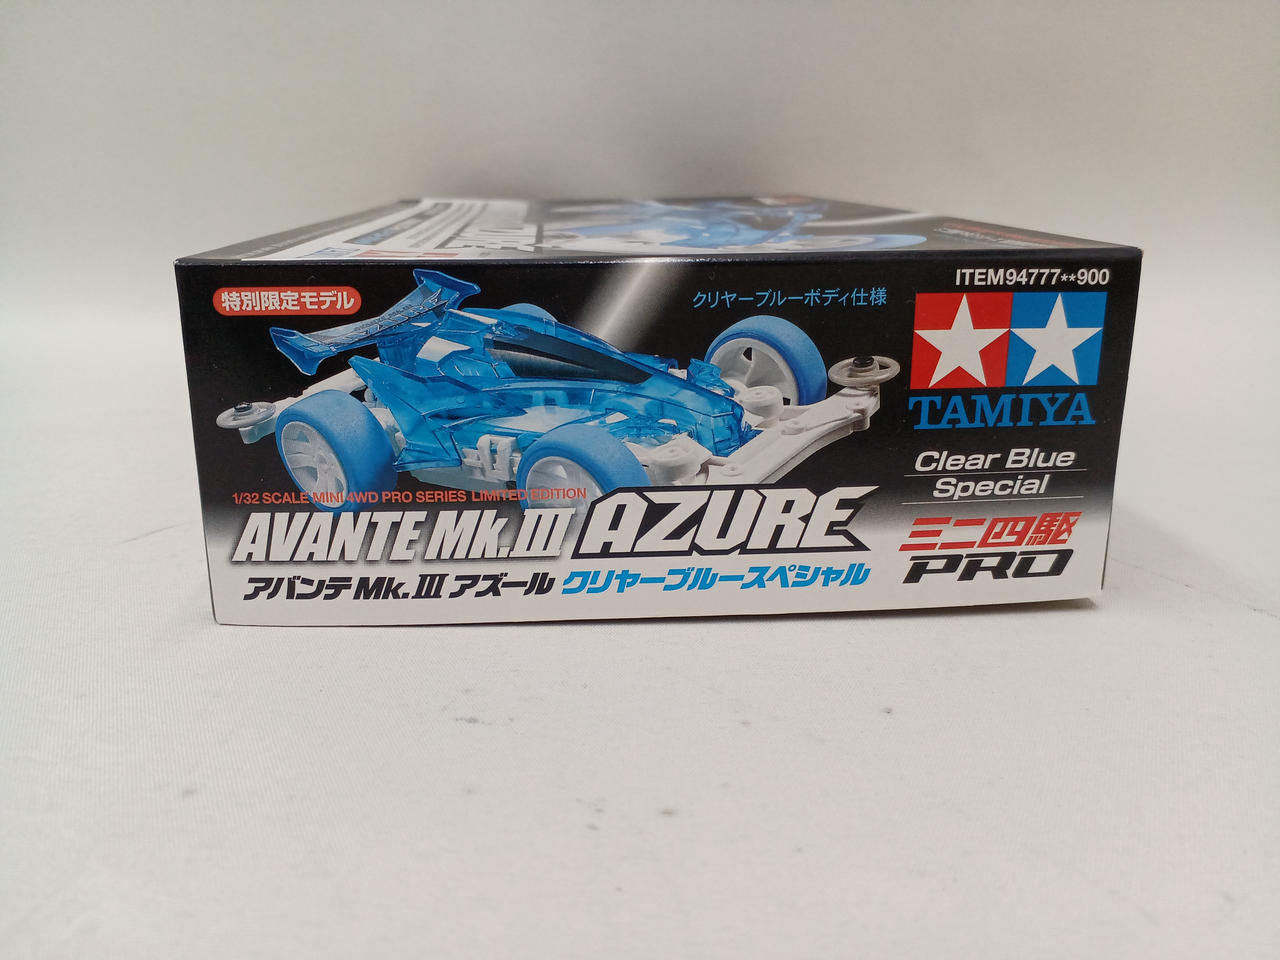 特別限定モデル
クリヤーブルーボディ仕様
ITEM94777**900
TAMIYA
Clear Blue
Special
1/32 SCALE MINI 4WD PRO SERIES LIMITED EDITION
AVANTE Mk.III AZURE
アバンテMk.III アズール クリヤーブルースペシャル
ミニ四駆
PRO